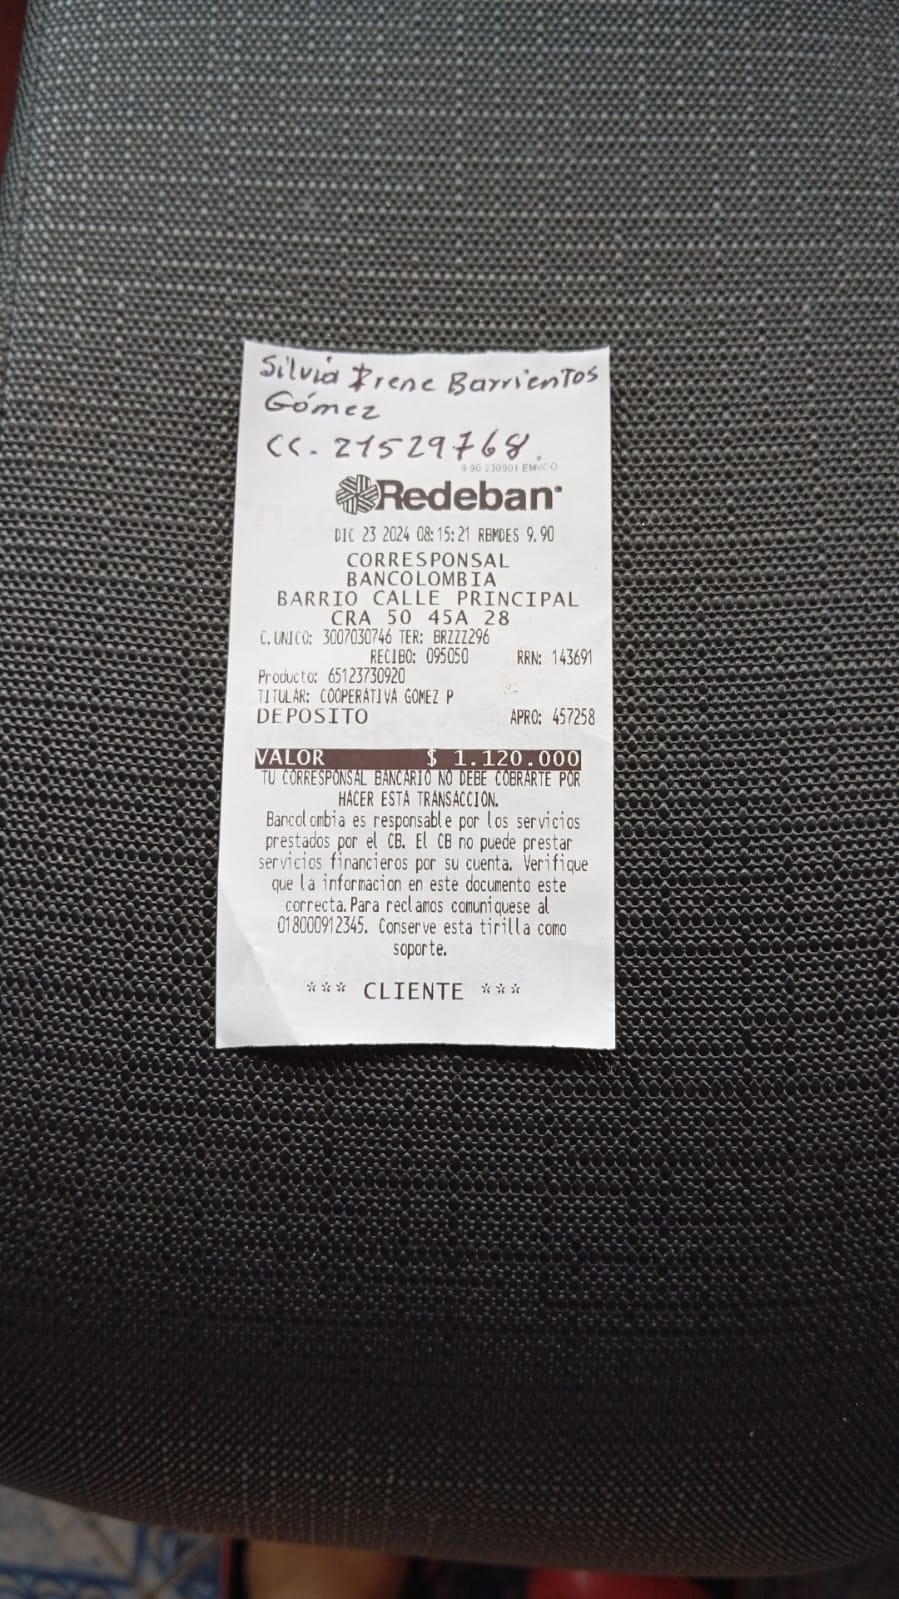 Silvia Irene Barrientos
Gómez
CC. 21529768.
9.90 230901 EMVCO
Redeban
DIC 23 2024 08:15:21 RBMDES 9.90
CORRESPONSAL
BANCOLOMBIA
BARRIO CALLE PRINCIPAL
CRA 50 45A 28
C.UNICO: 3007030746 TER: BRZZZ296
RECIBO: 095050 RRN: 143691
Producto: 65123730920
TITULAR: COOPERATIVA GOMEZ P
DEPOSITO APRO: 457258
VALOR $ 1.120.000
TU CORRESPONSAL BANCARIO NO DEBE COBRARTE POR
HACER ESTA TRANSACCION.
Bancolombia es responsable por los servicios
prestados por el CB. El CB no puede prestar
servicios financieros por su cuenta. Verifique
que la informacion en este documento este
correcta.Para reclamos comuniquese al
018000912345. Conserve esta tirilla como
soporte.
*** CLIENTE ***